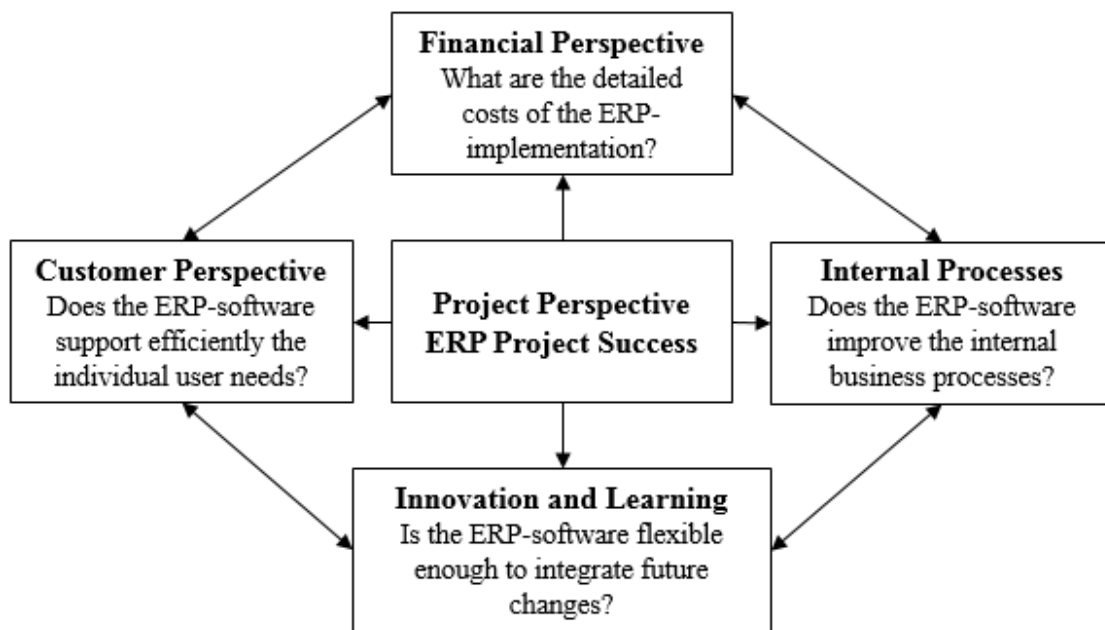 Financial Perspective
What are the detailed
costs of the ERP-
implementation?
Customer Perspective
Does the ERP-software
support efficiently the
individual user needs?
Project Perspective
ERP Project Success
Internal Processes
Does the ERP-software
improve the internal
business processes?
Innovation and Learning
Is the ERP-software flexible
enough to integrate future
changes?